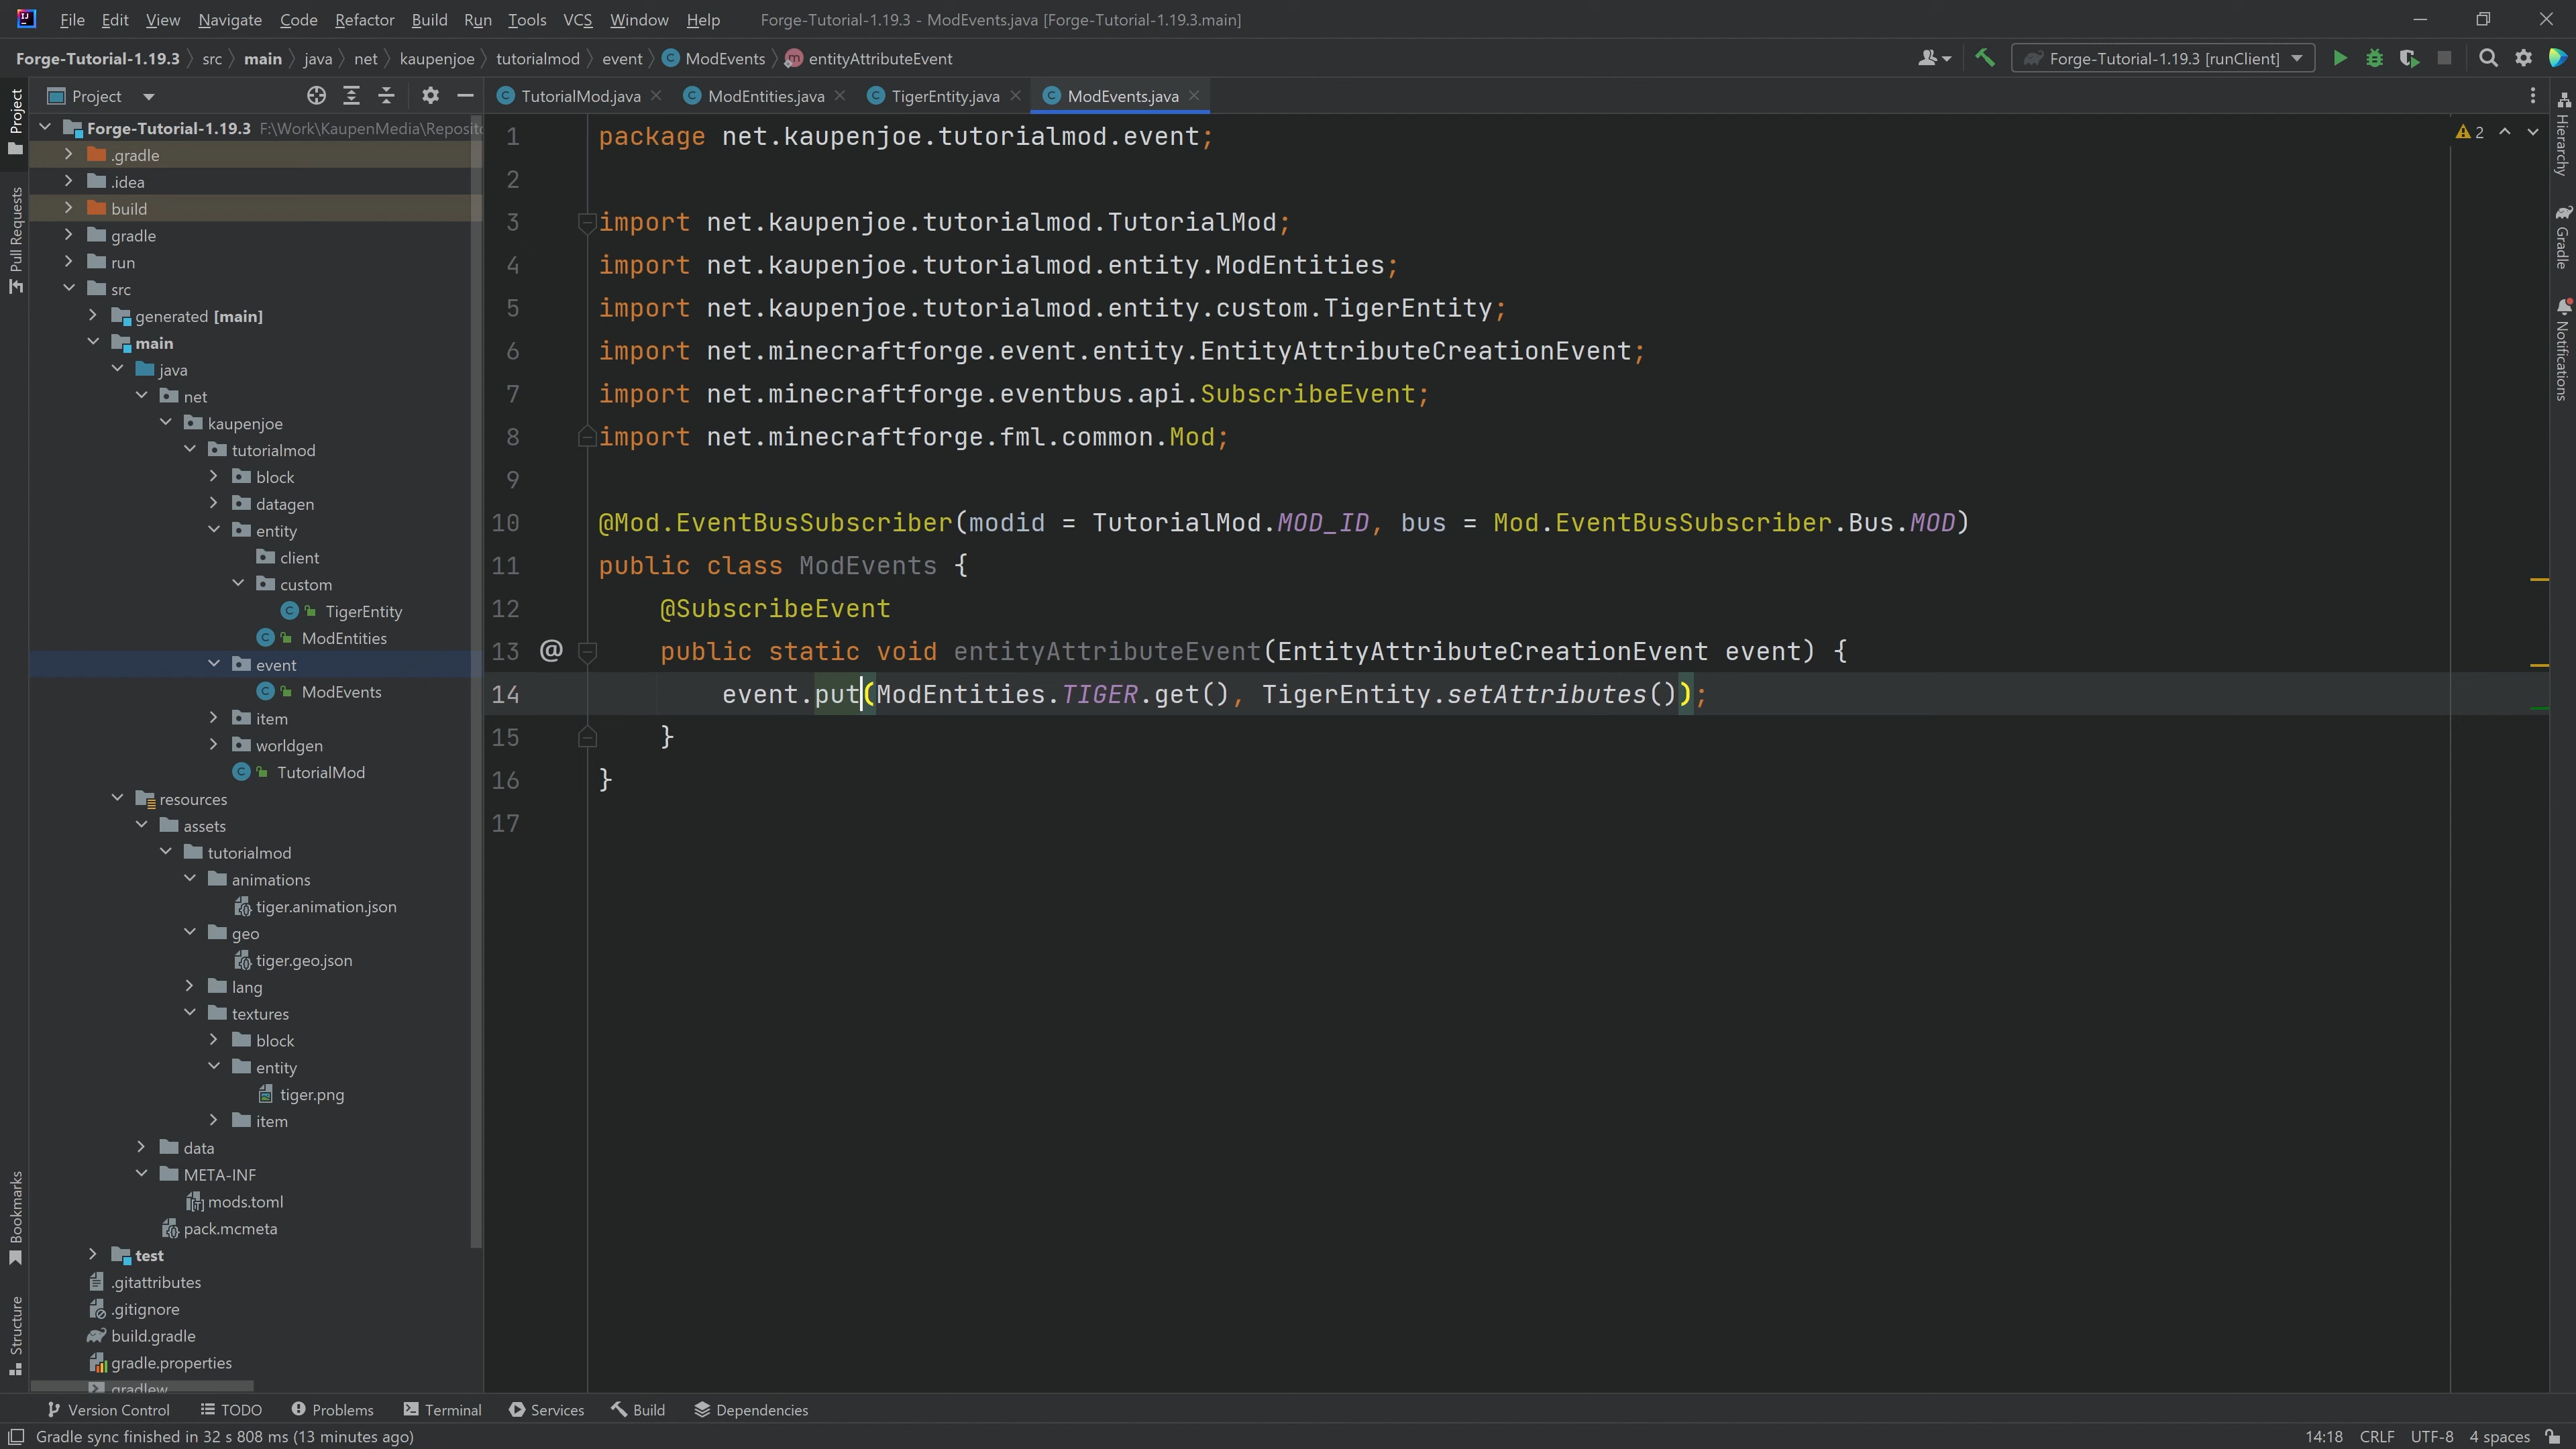 File Edit View Navigate Code Refactor Build Run Tools VCS Window Help Forge-Tutorial-1.19.3 - ModEvents.java [Forge-Tutorial-1.19.3.main]
Forge-Tutorial-1.19.3 src main java net kaupenjoe tutorialmod event ModEvents entityAttributeEvent Forge-Tutorial-1.19.3 [runClient]
Project
TutorialMod.java ModEntities.java TigerEntity.java ModEvents.java
Project
Pull Requests
Bookmarks
Structure
Forge-Tutorial-1.19.3 F:\Work\KaupenMedia\Reposito
.gradle
.idea
build
gradle
run
src
generated [main]
main
java
net
kaupenjoe
tutorialmod
block
datagen
entity
client
custom
TigerEntity
ModEntities
event
ModEvents
item
worldgen
TutorialMod
resources
assets
tutorialmod
animations
tiger.animation.json
geo
tiger.geo.json
lang
textures
block
entity
tiger.png
item
data
META-INF
mods.toml
pack.mcmeta
test
.gitattributes
.gitignore
build.gradle
gradle.properties
gradlew
1 package net.kaupenjoe.tutorialmod.event;
2
3 import net.kaupenjoe.tutorialmod.TutorialMod;
4 import net.kaupenjoe.tutorialmod.entity.ModEntities;
5 import net.kaupenjoe.tutorialmod.entity.custom.TigerEntity;
6 import net.minecraftforge.event.entity.EntityAttributeCreationEvent;
7 import net.minecraftforge.eventbus.api.SubscribeEvent;
8 import net.minecraftforge.fml.common.Mod;
9
10 @Mod.EventBusSubscriber(modid = TutorialMod.MOD_ID, bus = Mod.EventBusSubscriber.Bus.MOD)
11 public class ModEvents {
12 @SubscribeEvent
13 @ public static void entityAttributeEvent(EntityAttributeCreationEvent event) {
14 event.put(ModEntities.TIGER.get(), TigerEntity.setAttributes());
15 }
16 }
17
2
Hierarchy
Gradle
Notifications
Version Control TODO Problems Terminal Services Build Dependencies
Gradle sync finished in 32 s 808 ms (13 minutes ago) 14:18 CRLF UTF-8 4 spaces